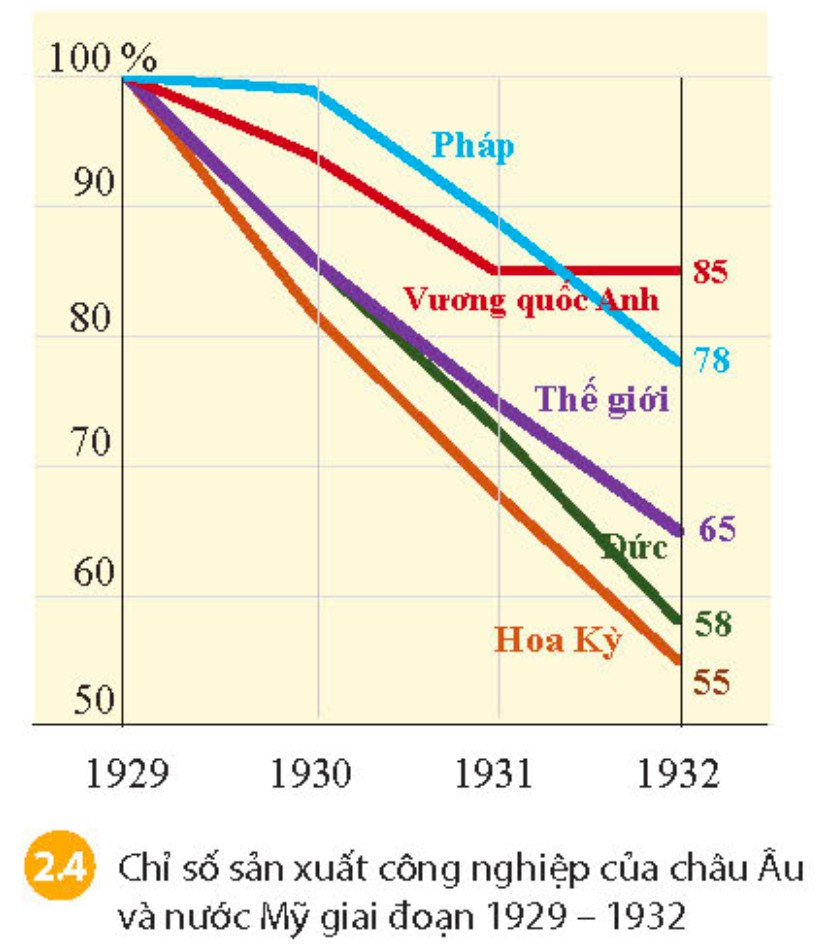 100 %
Pháp
90
85
Vương quốc Anh
80
78
Thế giới
70
65
Đức
60
58
Hoa Kỳ
55
50
1929 1930 1931 1932
2.4 Chỉ số sản xuất công nghiệp của châu Âu
và nước Mỹ giai đoạn 1929 – 1932